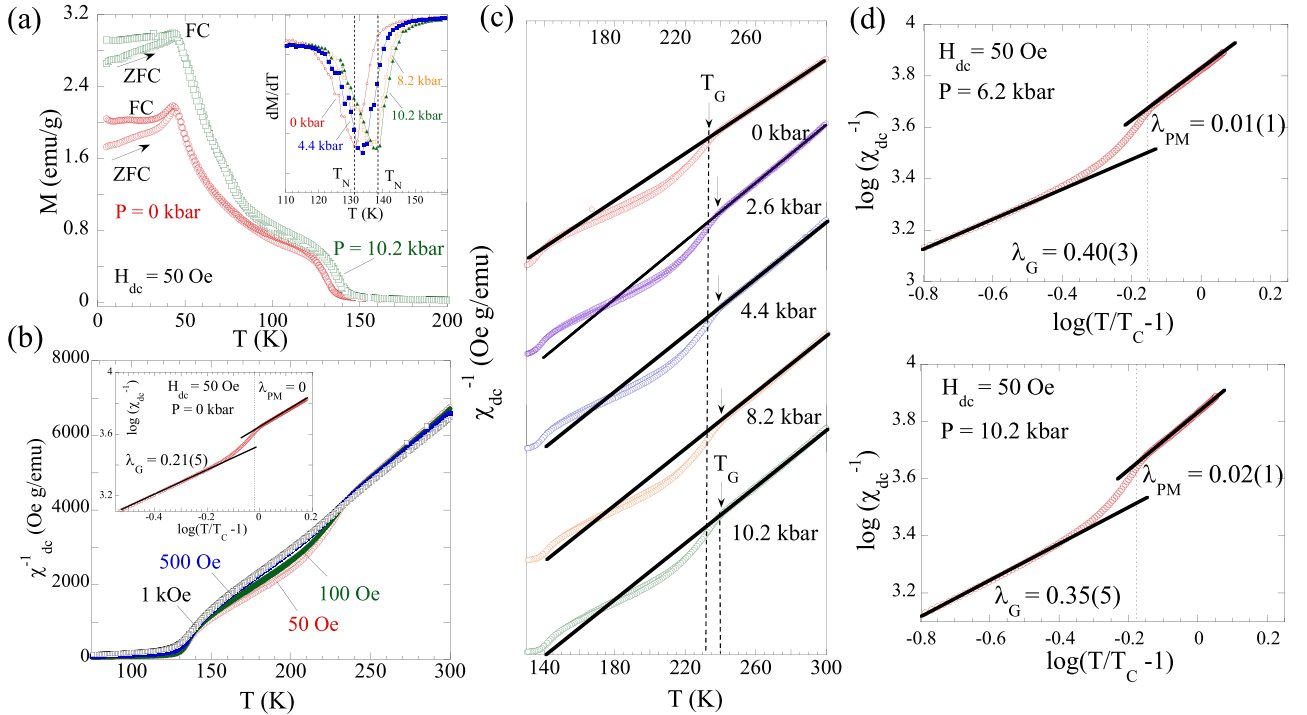 (a)
3.2
2.4
1.6
0.8
0
M (emu/g)
0
50
100
150
200
T (K)
FC
ZFC
FC
ZFC
P = 0 kbar
P = 10.2 kbar
H_dc = 50 Oe
dM/dT
0 kbar
4.4 kbar
8.2 kbar
10.2 kbar
T_N
T_N
110
120
130
140
150
T (K)
(b)
8000
6000
4000
2000
0
χ^-1_dc (Oe g/emu)
100
150
200
250
300
T (K)
500 Oe
1 kOe
100 Oe
50 Oe
4
3.6
3.2
log (χ_dc^-1)
H_dc = 50 Oe
P = 0 kbar
λ_PM = 0
λ_G = 0.21(5)
-0.4
-0.2
0
0.2
log(T/T_C -1)
(c)
180
240
260
T_G
0 kbar
2.6 kbar
4.4 kbar
8.2 kbar
T_G
10.2 kbar
χ_dc^-1 (Oe g/emu)
140
180
220
260
300
T (K)
(d)
4
3.8
3.6
3.4
3.2
3
log (χ_dc^-1)
H_dc = 50 Oe
P = 6.2 kbar
λ_PM = 0.01(1)
λ_G = 0.40(3)
-0.8
-0.6
-0.4
-0.2
0
0.2
log(T/T_C -1)
4
3.8
3.6
3.4
3.2
log (χ_dc^-1)
H_dc = 50 Oe
P = 10.2 kbar
λ_PM = 0.02(1)
λ_G = 0.35(5)
-0.8
-0.6
-0.4
-0.2
0
0.2
log(T/T_C -1)